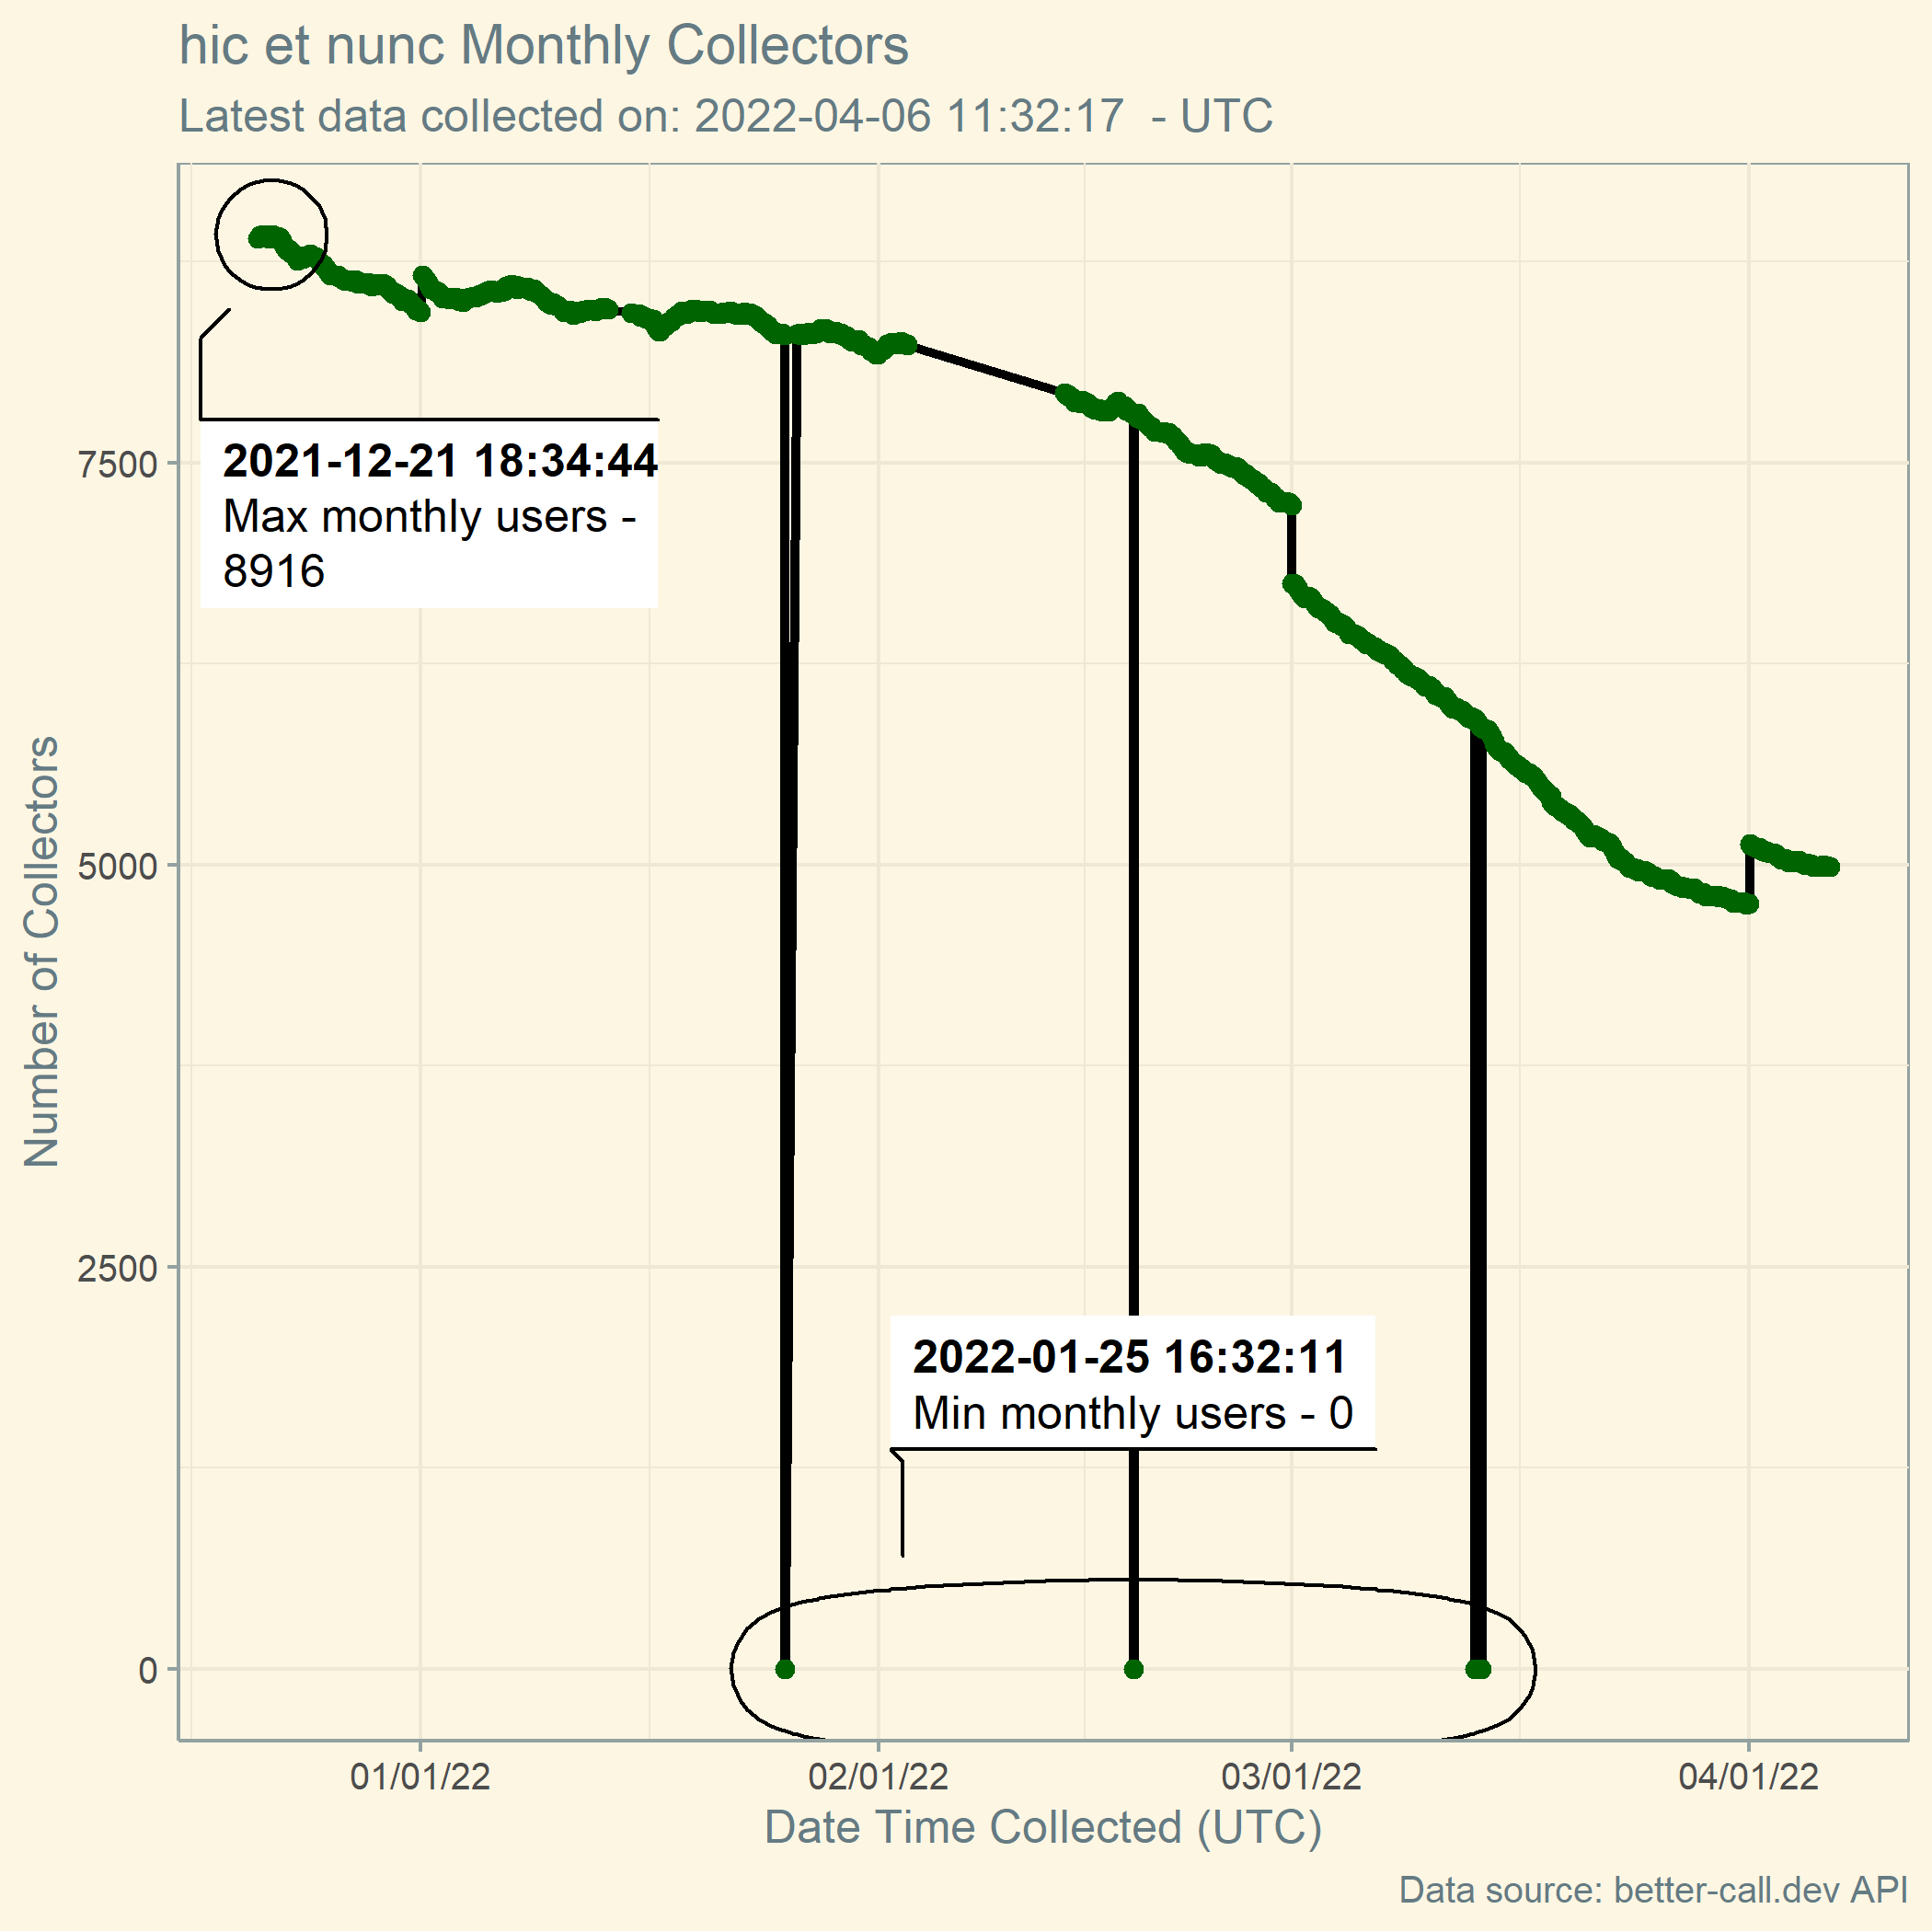 hic et nunc Monthly Collectors
Latest data collected on: 2022-04-06 11:32:17  - UTC
Number of Collectors
7500
5000
2500
0
2021-12-21 18:34:44
Max monthly users -
8916
2022-01-25 16:32:11
Min monthly users - 0
01/01/22
02/01/22
03/01/22
04/01/22
Date Time Collected (UTC)
Data source: better-call.dev API